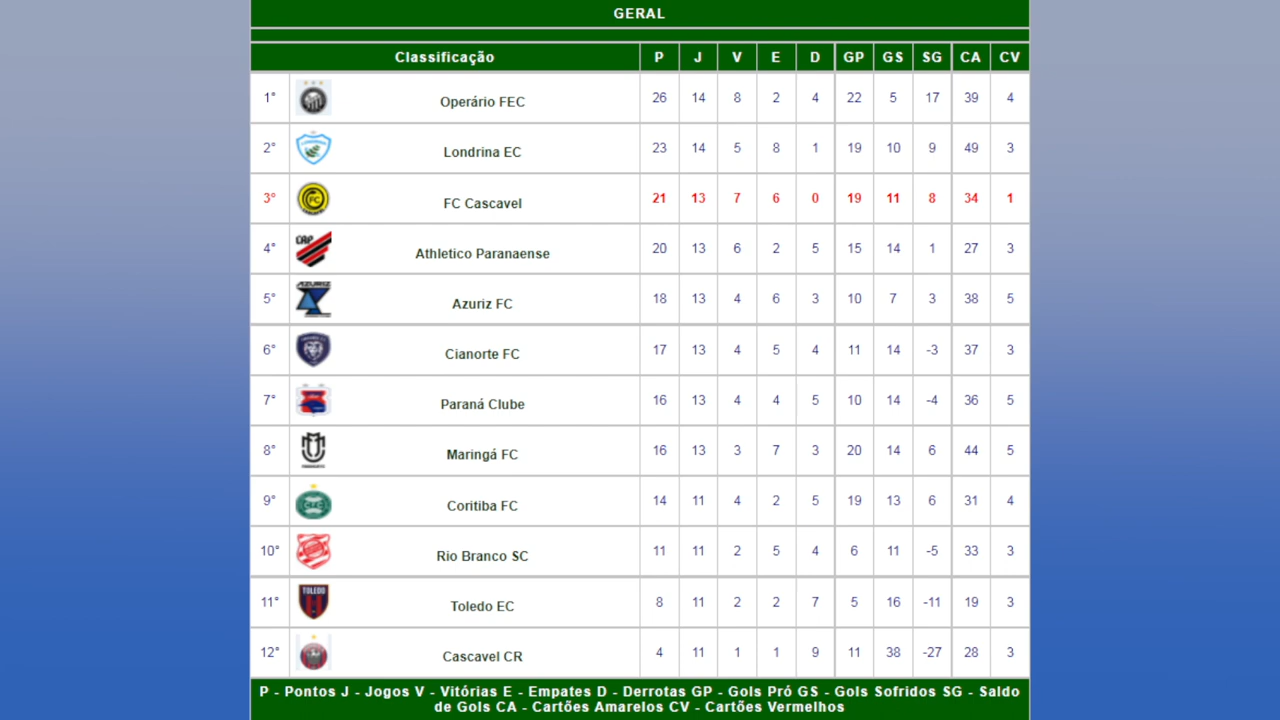 GERAL
Classificação P J V E D GP GS SG CA CV
1° Operário FEC 26 14 8 2 4 22 5 17 39 4
2° Londrina EC 23 14 5 8 1 19 10 9 49 3
3° FC FC Cascavel 21 13 7 6 0 19 11 8 34 1
4° CAP Athletico Paranaense 20 13 6 2 5 15 14 1 27 3
5° AZURIZ Azuriz FC 18 13 4 6 3 10 7 3 38 5
6° Cianorte FC 17 13 4 5 4 11 14 -3 37 3
7° Paraná Clube 16 13 4 4 5 10 14 -4 36 5
8° Maringá FC 16 13 3 7 3 20 14 6 44 5
9° Coritiba FC 14 11 4 2 5 19 13 6 31 4
10° Rio Branco SC 11 11 2 5 4 6 11 -5 33 3
11° TOLEDO Toledo EC 8 11 2 2 7 5 16 -11 19 3
12° Cascavel CR 4 11 1 1 9 11 38 -27 28 3
P - Pontos J - Jogos V - Vitórias E - Empates D - Derrotas GP - Gols Pró GS - Gols Sofridos SG - Saldo
de Gols CA - Cartões Amarelos CV - Cartões Vermelhos